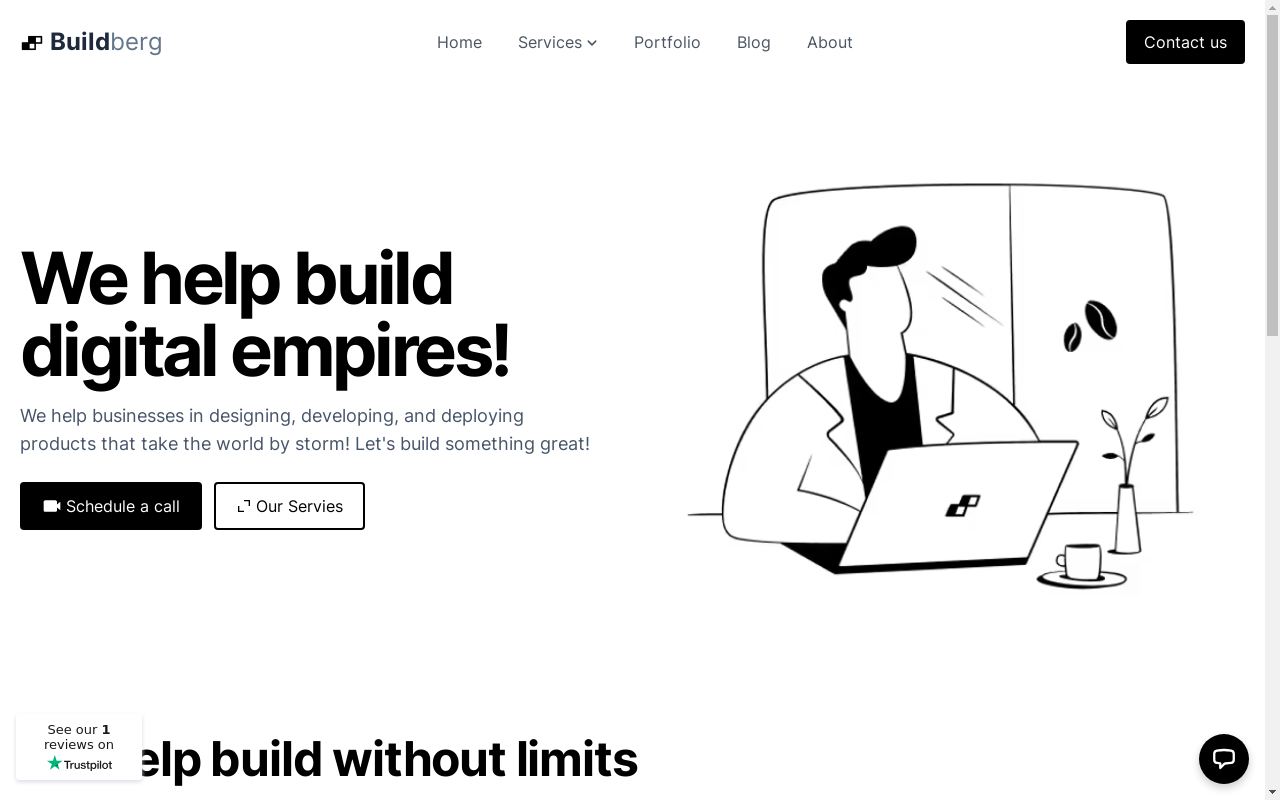 Buildberg
Home
Services
Portfolio
Blog
About
Contact us
We help build
digital empires!
We help businesses in designing, developing, and deploying
products that take the world by storm! Let's build something great!
Schedule a call
Our Servies
elp build without limits
See our 1
reviews on
Trustpilot